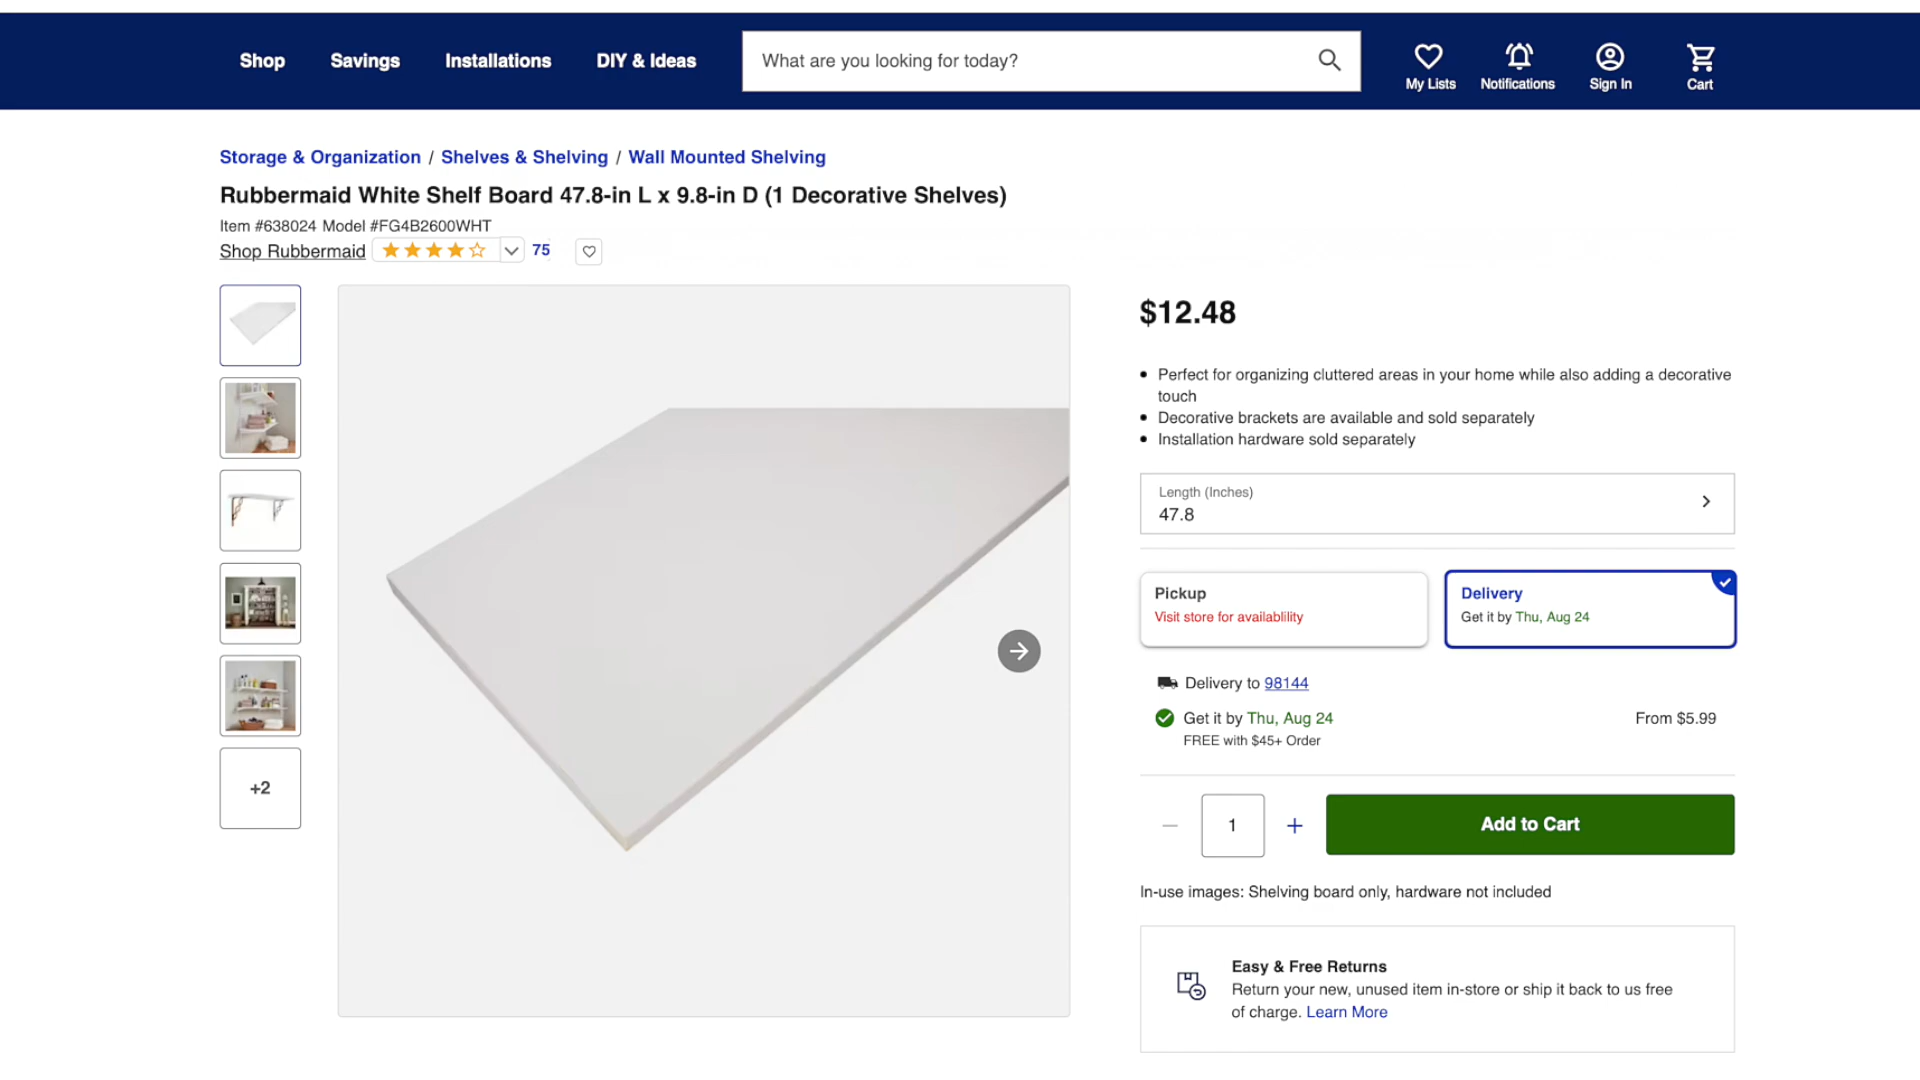 Shop Savings Installations DIY & Ideas What are you looking for today? My Lists Notifications Sign In Cart
Storage & Organization / Shelves & Shelving / Wall Mounted Shelving
Rubbermaid White Shelf Board 47.8-in L x 9.8-in D (1 Decorative Shelves)
Item #638024 Model #FG4B2600WHT
Shop Rubbermaid 75
+2
$12.48
Perfect for organizing cluttered areas in your home while also adding a decorative
touch
Decorative brackets are available and sold separately
Installation hardware sold separately
Length (Inches)
47.8
Pickup
Visit store for availablility
Delivery
Get it by Thu, Aug 24
Delivery to 98144
Get it by Thu, Aug 24 From $5.99
FREE with $45+ Order
1 Add to Cart
In-use images: Shelving board only, hardware not included
Easy & Free Returns
Return your new, unused item in-store or ship it back to us free
of charge. Learn More